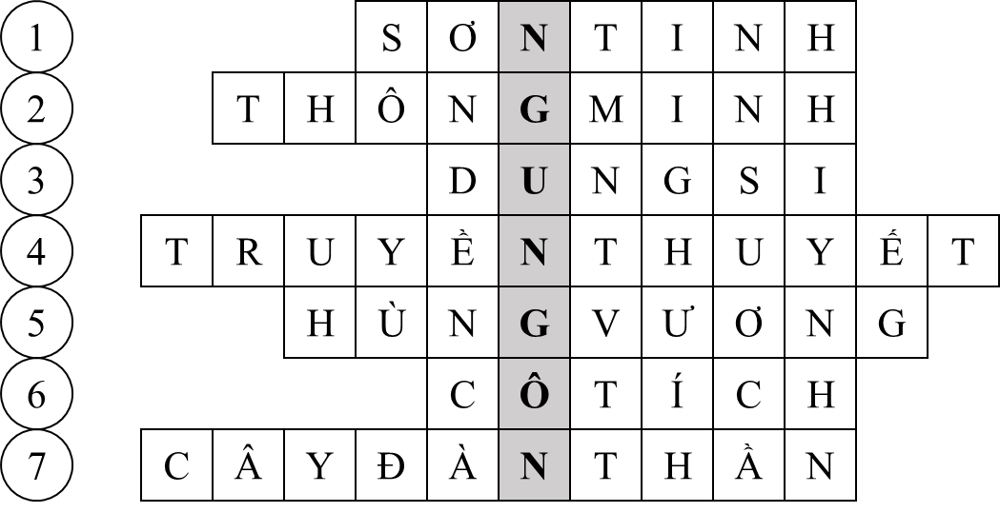 1 S Ơ N T I N H
2 T H Ô N G M I N H
3 D U N G S I
4 T R U Y Ề N T H U Y Ế T
5 H Ù N G V Ư Ơ N G
6 C Ô T Í C H
7 C Â Y Đ À N T H Ầ N